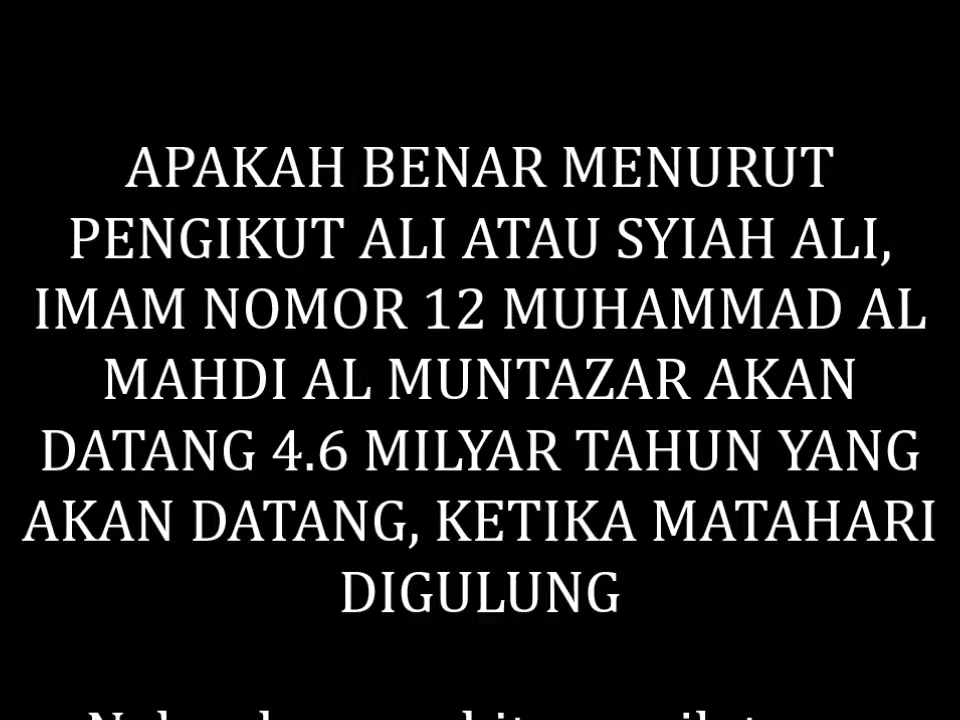 APAKAH BENAR MENURUT
PENGIKUT ALI ATAU SYIAH ALI,
IMAM NOMOR 12 MUHAMMAD AL
MAHDI AL MUNTAZAR AKAN
DATANG 4.6 MILYAR TAHUN YANG
AKAN DATANG, KETIKA MATAHARI
DIGULUNG